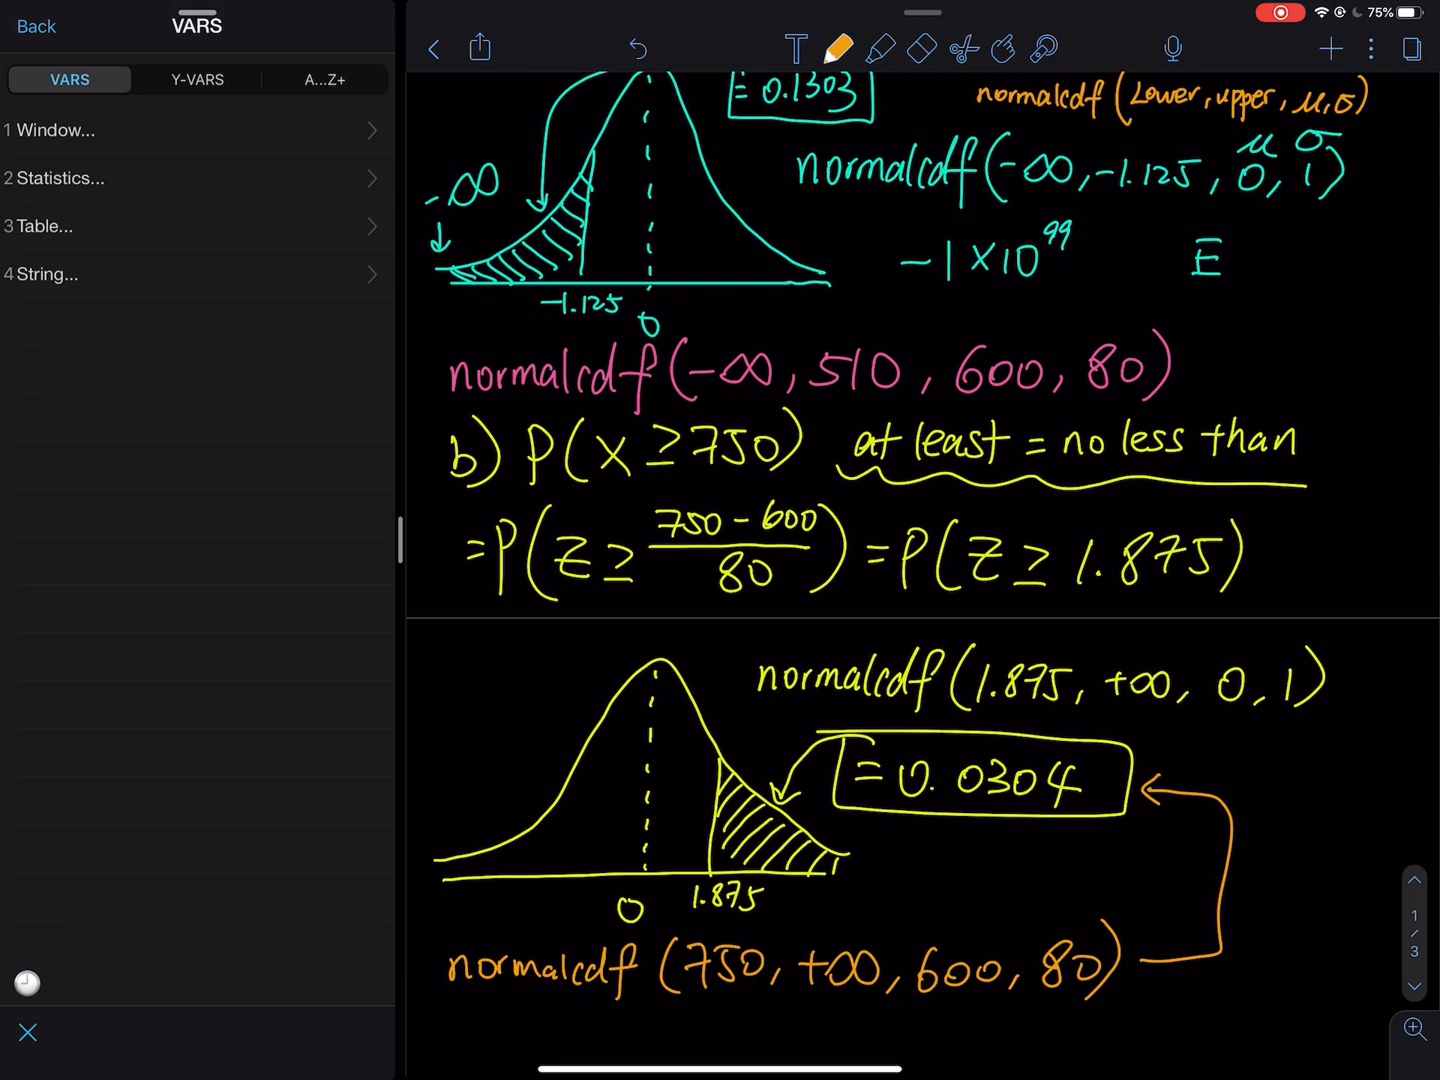 Back
VARS
75%
VARS Y-VARS A...Z+
1 Window...
2 Statistics...
3 Table...
4 String...
= 0.1303
normalcdf (Lower, upper, μ, σ)
μ σ
normalcdf (-∞, -1.125, 0, 1)
-∞
-1 × 10^99 E
-1.125
0
normalcdf (-∞, 510, 600, 80)
b) P(X ≥ 750) at least = no less than
= P(Z ≥ (750 - 600)/80) = P(Z ≥ 1.875)
normalcdf (1.875, +∞, 0, 1)
= 0.0304
0 1.875
normalcdf (750, +∞, 600, 80)
1
/
3